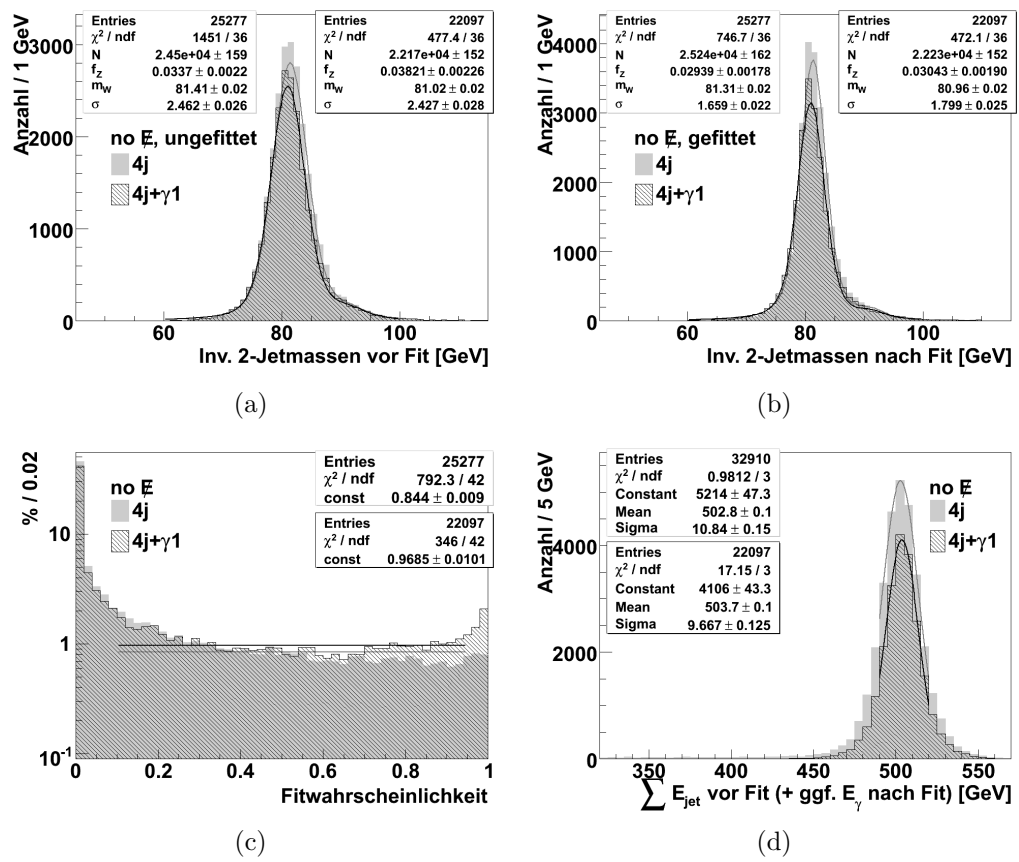 Entries 25277
χ² / ndf 1451 / 36
N 2.45e+04 ± 159
f_Z 0.0337 ± 0.0022
m_W 81.41 ± 0.02
σ 2.462 ± 0.026
Entries 22097
χ² / ndf 477.4 / 36
N 2.217e+04 ± 152
f_Z 0.03821 ± 0.00226
m_W 81.02 ± 0.02
σ 2.427 ± 0.028
Anzahl / 1 GeV
3000
2000
1000
0
no E̸, ungefittet
4j
4j+γ1
60 80 100
Inv. 2-Jetmassen vor Fit [GeV]
(a)
Entries 25277
χ² / ndf 746.7 / 36
N 2.524e+04 ± 162
f_Z 0.02939 ± 0.00178
m_W 81.31 ± 0.02
σ 1.659 ± 0.022
Entries 22097
χ² / ndf 472.1 / 36
N 2.223e+04 ± 152
f_Z 0.03043 ± 0.00190
m_W 80.96 ± 0.02
σ 1.799 ± 0.025
Anzahl / 1 GeV
4000
3000
2000
1000
0
no E̸, gefittet
4j
4j+γ1
60 80 100
Inv. 2-Jetmassen nach Fit [GeV]
(b)
Entries 25277
χ² / ndf 792.3 / 42
const 0.844 ± 0.009
Entries 22097
χ² / ndf 346 / 42
const 0.9685 ± 0.0101
% / 0.02
10
1
10⁻¹
no E̸
4j
4j+γ1
0 0.2 0.4 0.6 0.8 1
Fitwahrscheinlichkeit
(c)
Entries 32910
χ² / ndf 0.9812 / 3
Constant 5214 ± 47.3
Mean 502.8 ± 0.1
Sigma 10.84 ± 0.15
Entries 22097
χ² / ndf 17.15 / 3
Constant 4106 ± 43.3
Mean 503.7 ± 0.1
Sigma 9.667 ± 0.125
Anzahl / 5 GeV
4000
2000
0
no E̸
4j
4j+γ1
350 400 450 500 550
∑ E_jet vor Fit (+ ggf. E_γ nach Fit) [GeV]
(d)